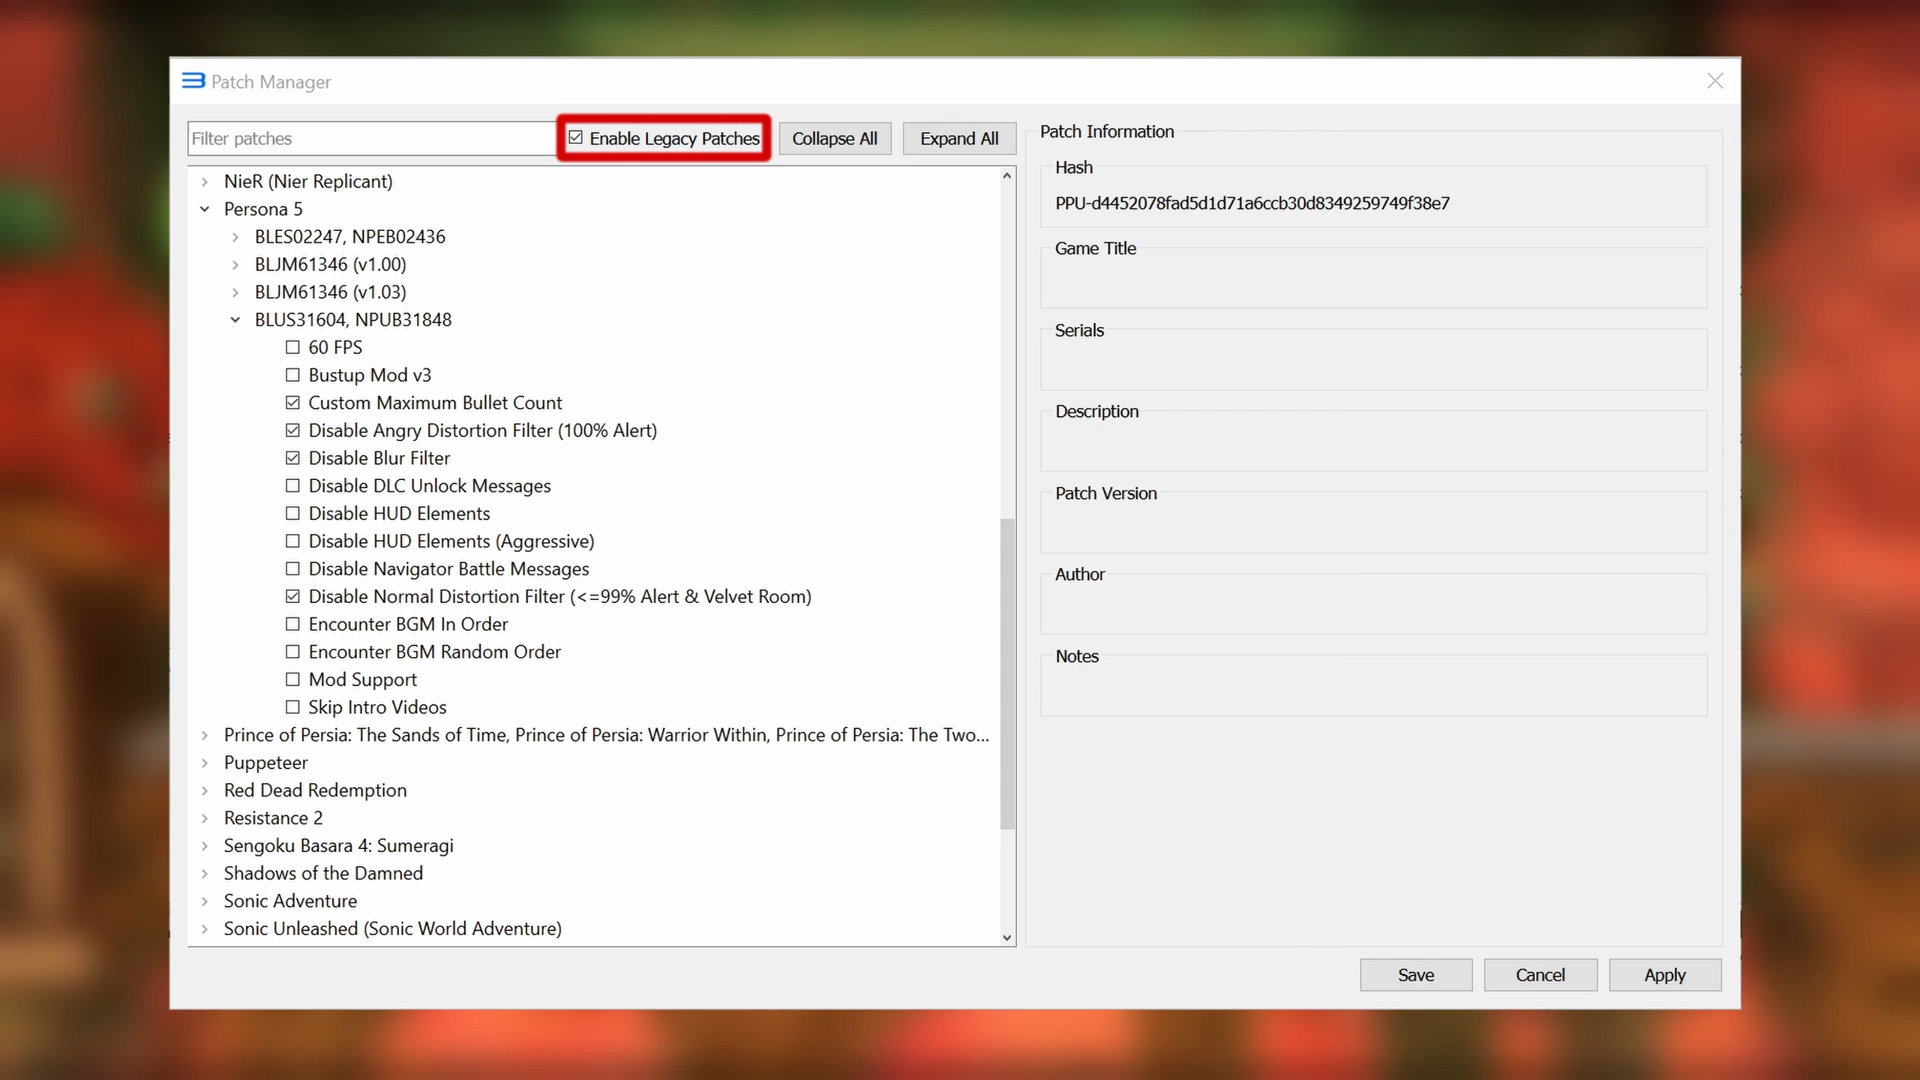 Patch Manager
Filter patches
Enable Legacy Patches
Collapse All
Expand All
NieR (Nier Replicant)
Persona 5
BLES02247, NPEB02436
BLJM61346 (v1.00)
BLJM61346 (v1.03)
BLUS31604, NPUB31848
60 FPS
Bustup Mod v3
Custom Maximum Bullet Count
Disable Angry Distortion Filter (100% Alert)
Disable Blur Filter
Disable DLC Unlock Messages
Disable HUD Elements
Disable HUD Elements (Aggressive)
Disable Navigator Battle Messages
Disable Normal Distortion Filter (<=99% Alert & Velvet Room)
Encounter BGM In Order
Encounter BGM Random Order
Mod Support
Skip Intro Videos
Prince of Persia: The Sands of Time, Prince of Persia: Warrior Within, Prince of Persia: The Two...
Puppeteer
Red Dead Redemption
Resistance 2
Sengoku Basara 4: Sumeragi
Shadows of the Damned
Sonic Adventure
Sonic Unleashed (Sonic World Adventure)
Patch Information
Hash
PPU-d4452078fad5d1d71a6ccb30d8349259749f38e7
Game Title
Serials
Description
Patch Version
Author
Notes
Save
Cancel
Apply